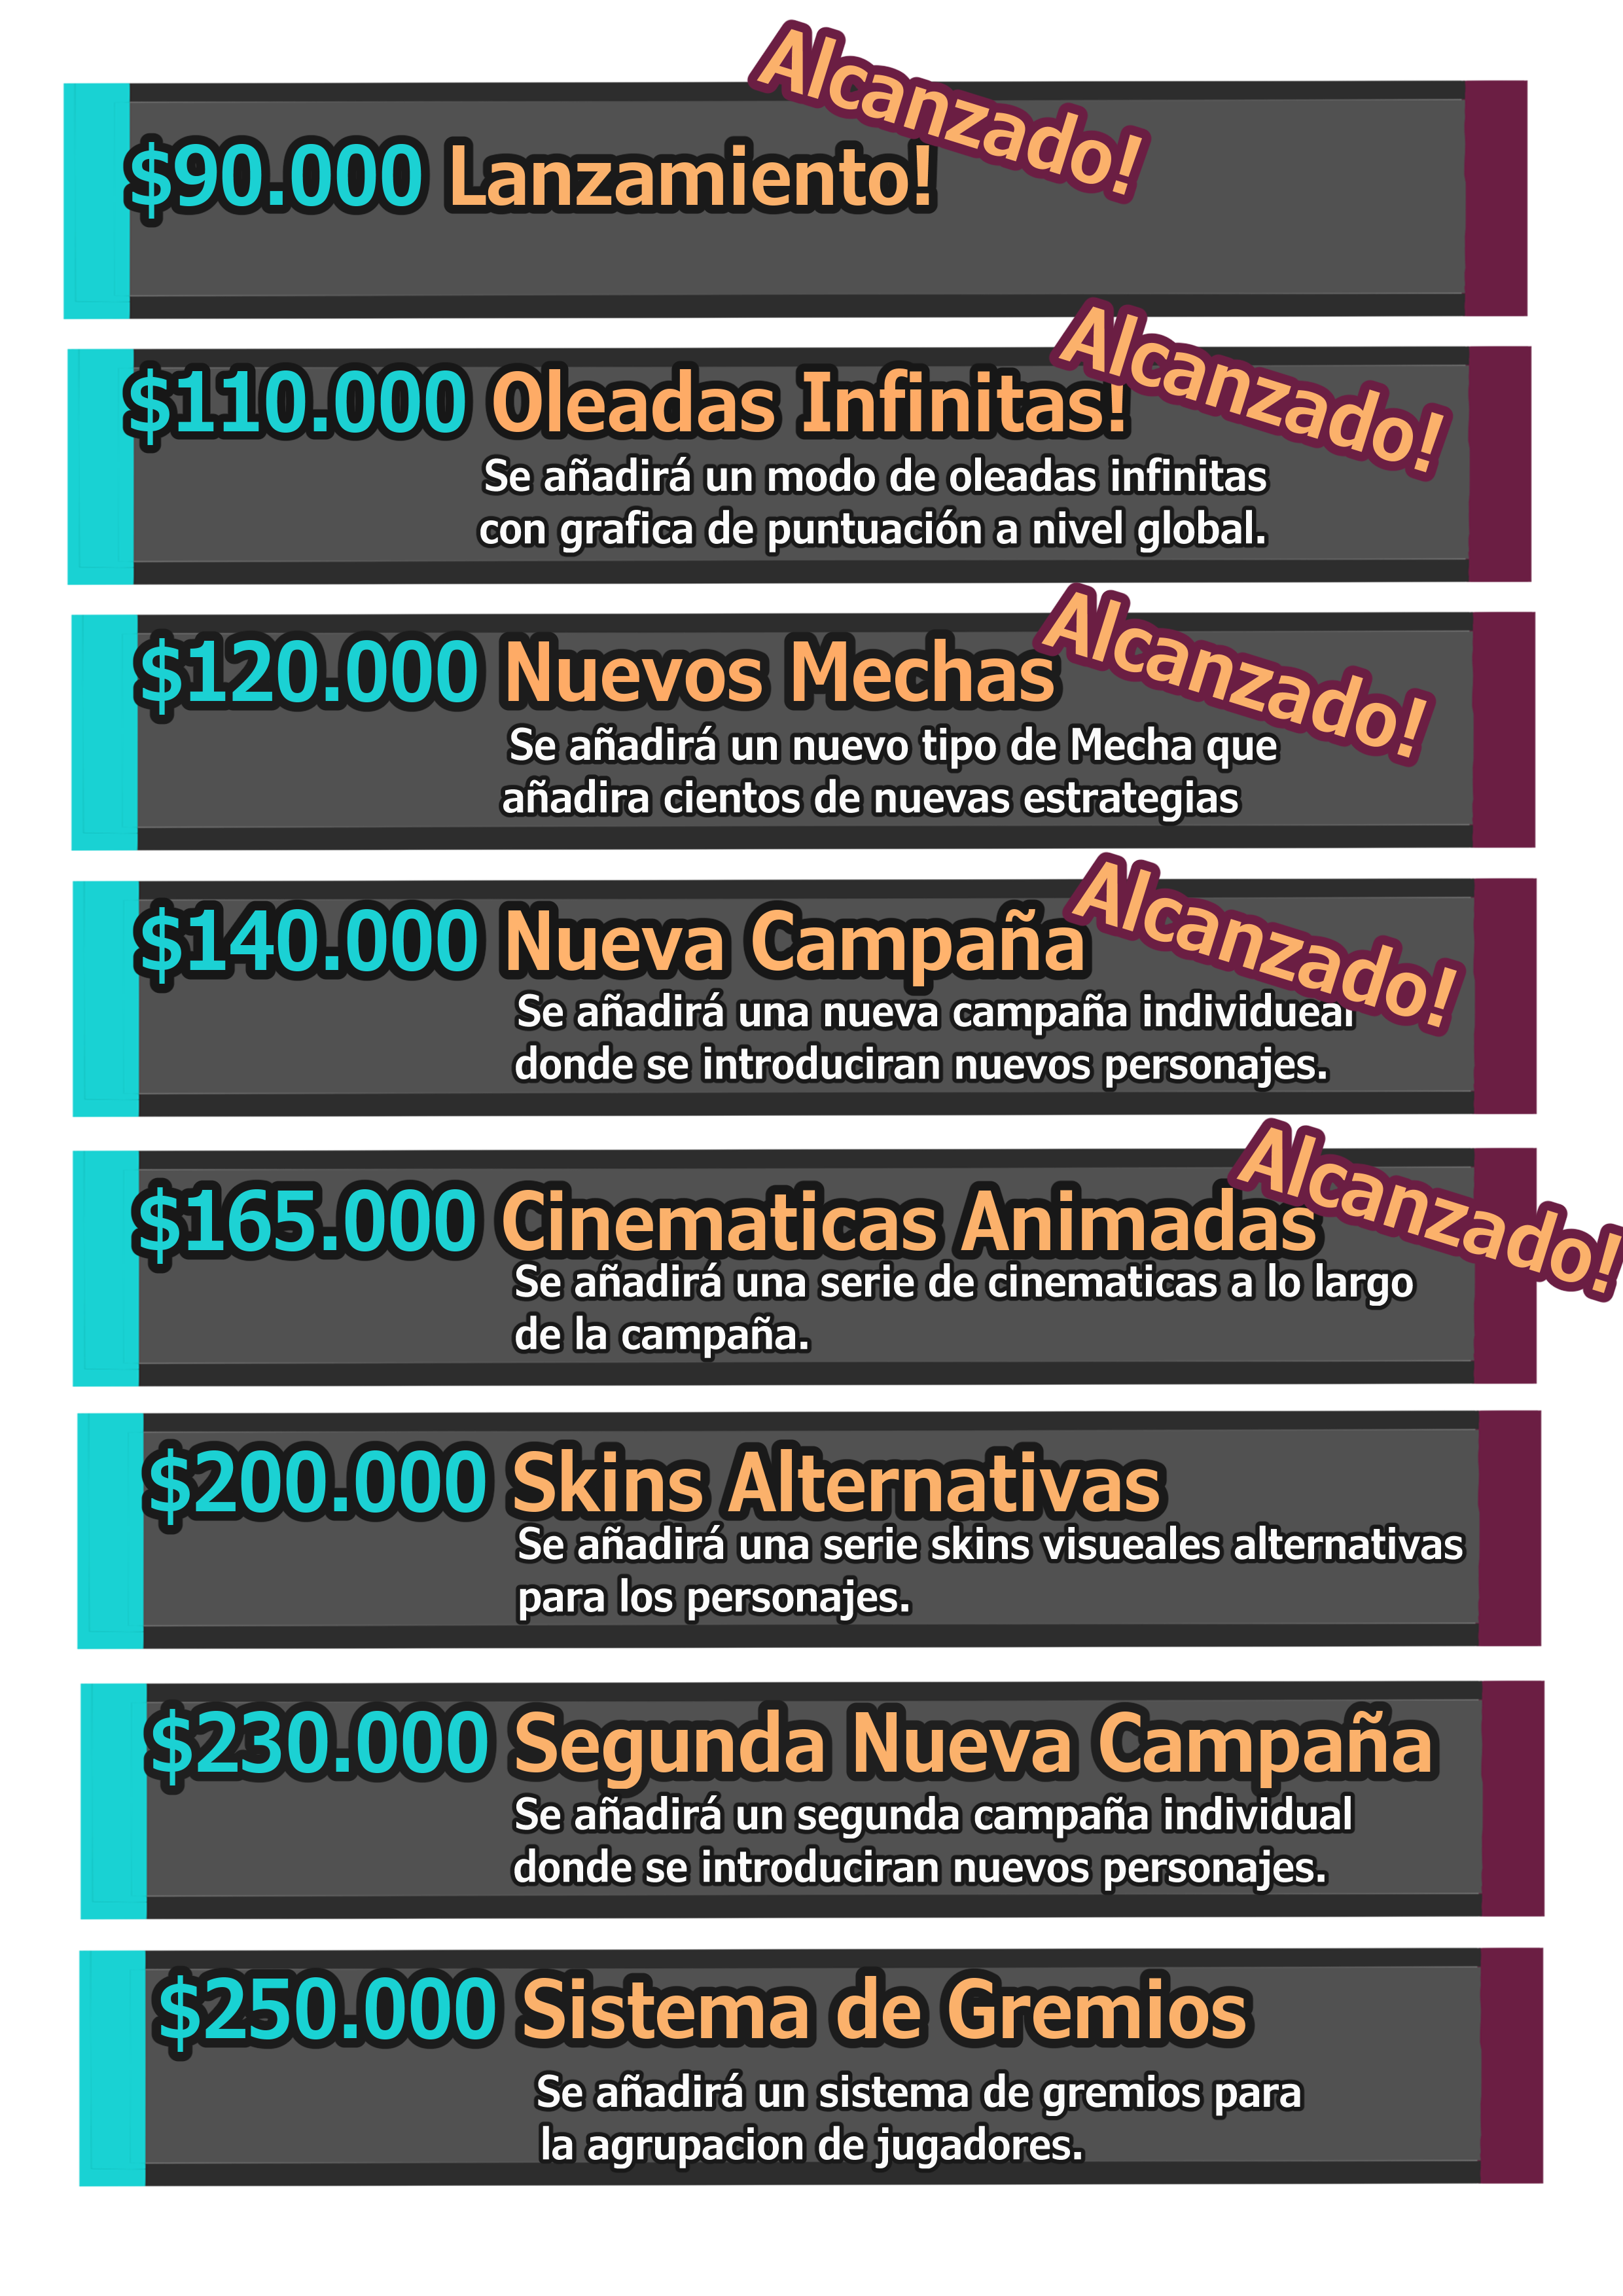 Alcanzado!
$90.000 Lanzamiento!
Alcanzado!
$110.000 Oleadas Infinitas!
Se añadirá un modo de oleadas infinitas
con grafica de puntuación a nivel global.
Alcanzado!
$120.000 Nuevos Mechas
Se añadirá un nuevo tipo de Mecha que
añadira cientos de nuevas estrategias
Alcanzado!
$140.000 Nueva Campaña
Se añadirá una nueva campaña individueal
donde se introduciran nuevos personajes.
Alcanzado!
$165.000 Cinematicas Animadas
Se añadirá una serie de cinematicas a lo largo
de la campaña.
$200.000 Skins Alternativas
Se añadirá una serie skins visueales alternativas
para los personajes.
$230.000 Segunda Nueva Campaña
Se añadirá un segunda campaña individual
donde se introduciran nuevos personajes.
$250.000 Sistema de Gremios
Se añadirá un sistema de gremios para
la agrupacion de jugadores.